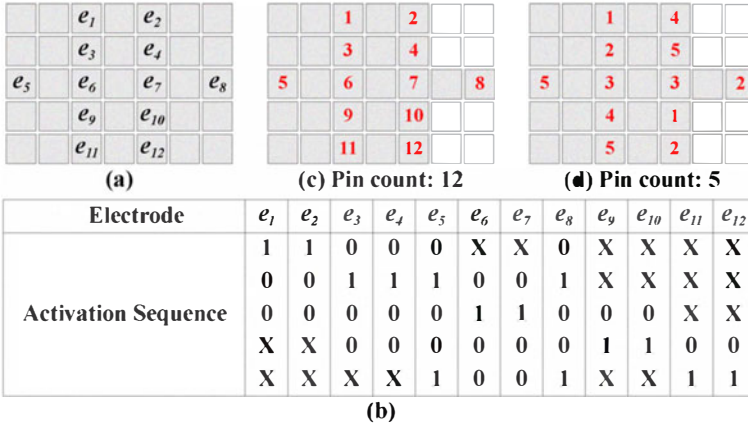 e1 e2
e3 e4
e5 e6 e7 e8
e9 e10
e11 e12
(a)
1 2
3 4
5 6 7 8
9 10
11 12
(c) Pin count: 12
1 4
2 5
5 3 3 2
4 1
5 2
(d) Pin count: 5
Electrode e1 e2 e3 e4 e5 e6 e7 e8 e9 e10 e11 e12
Activation Sequence
1 1 0 0 0 X X 0 X X X X
0 0 1 1 1 0 0 1 X X X X
0 0 0 0 0 1 1 0 0 0 X X
X X 0 0 0 0 0 0 1 1 0 0
X X X X 1 0 0 1 X X 1 1
(b)